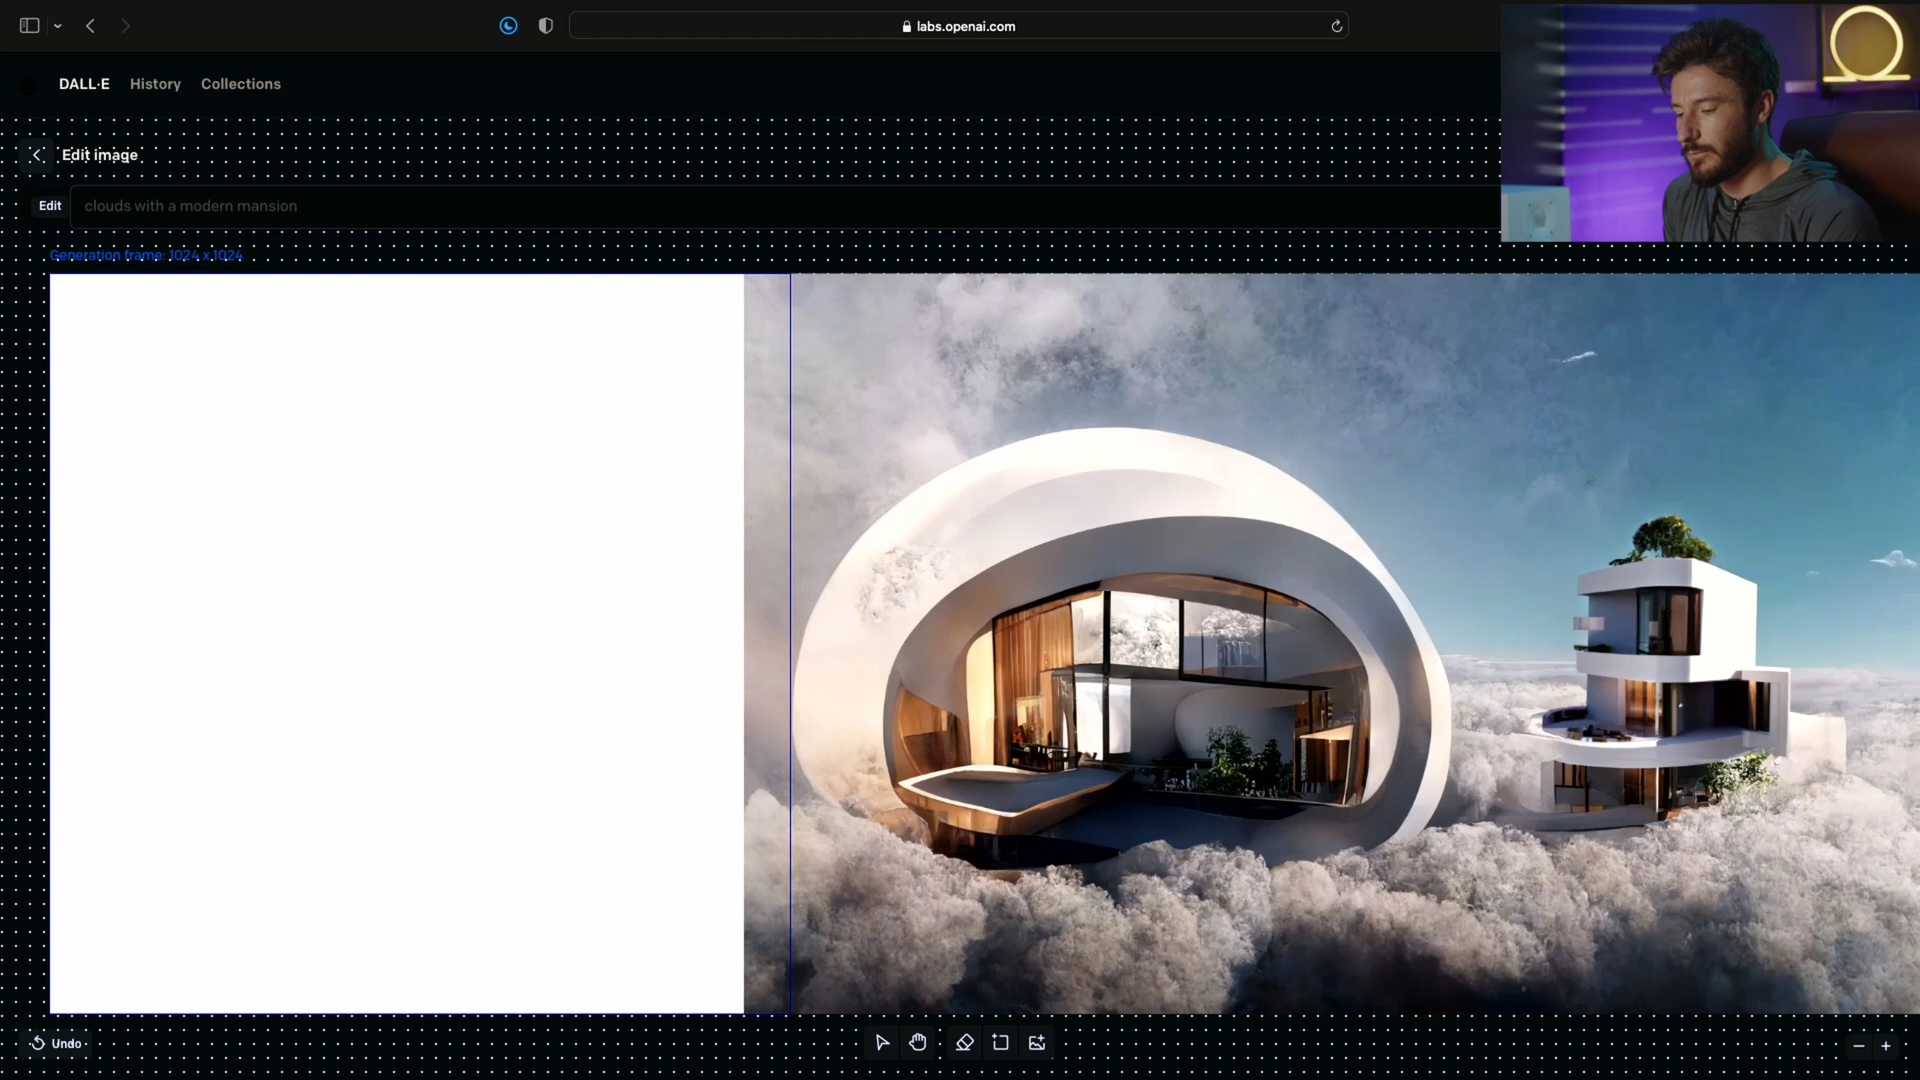 labs.openai.com
DALL·E History Collections
Edit image
Edit clouds with a modern mansion
Generation frame: 1024 x 1024
Undo